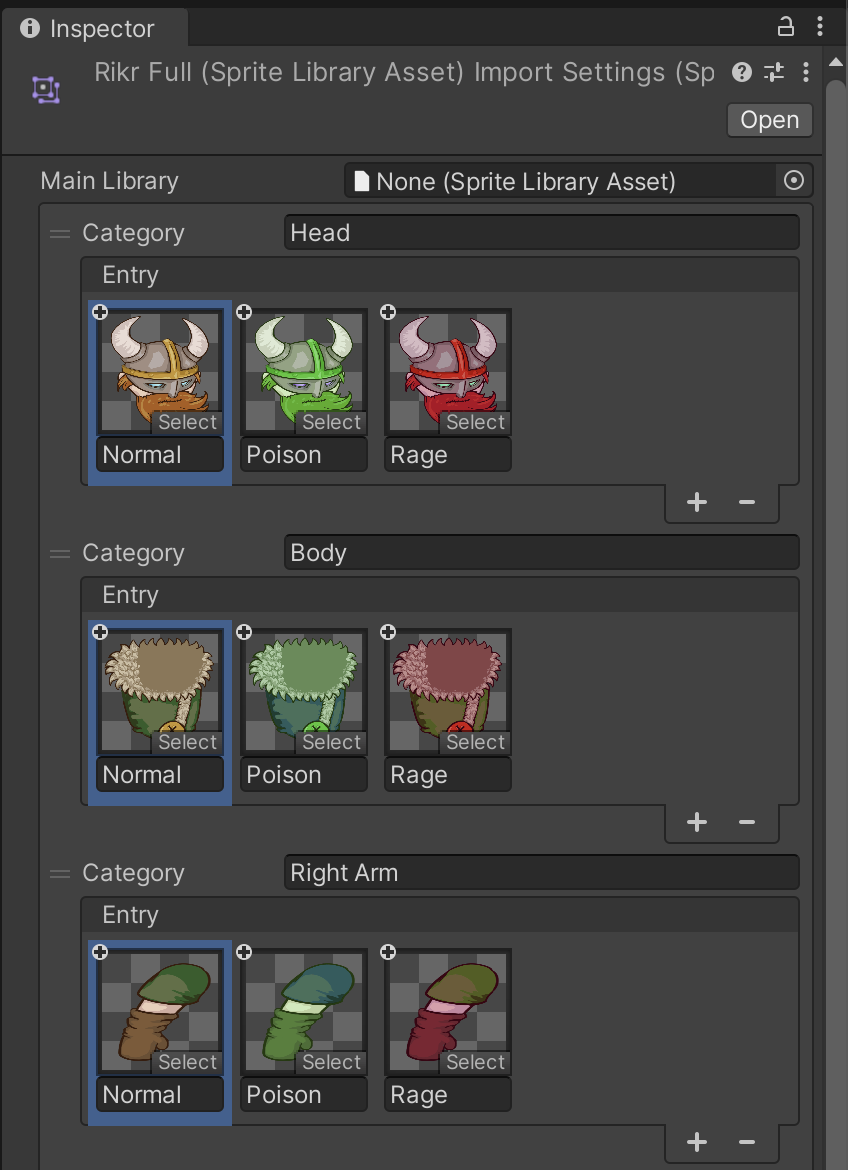 Inspector
Rikr Full (Sprite Library Asset) Import Settings (Sp
Open
Main Library None (Sprite Library Asset)
Category Head
Entry
Select Select Select
Normal Poison Rage
Category Body
Entry
Select Select Select
Normal Poison Rage
Category Right Arm
Entry
Select Select Select
Normal Poison Rage